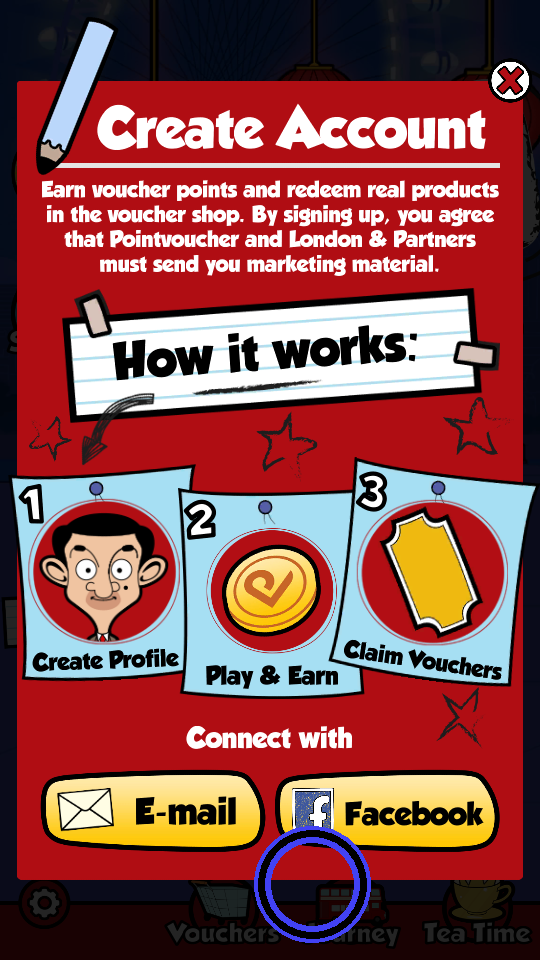 Create Account
Earn voucher points and redeem real products
in the voucher shop. By signing up, you agree
that Pointvoucher and London & Partners
must send you marketing material.
How it works:
1
2
3
Create Profile
Play & Earn
Claim Vouchers
Connect with
E-mail
Facebook
Vouchers
Tea Time